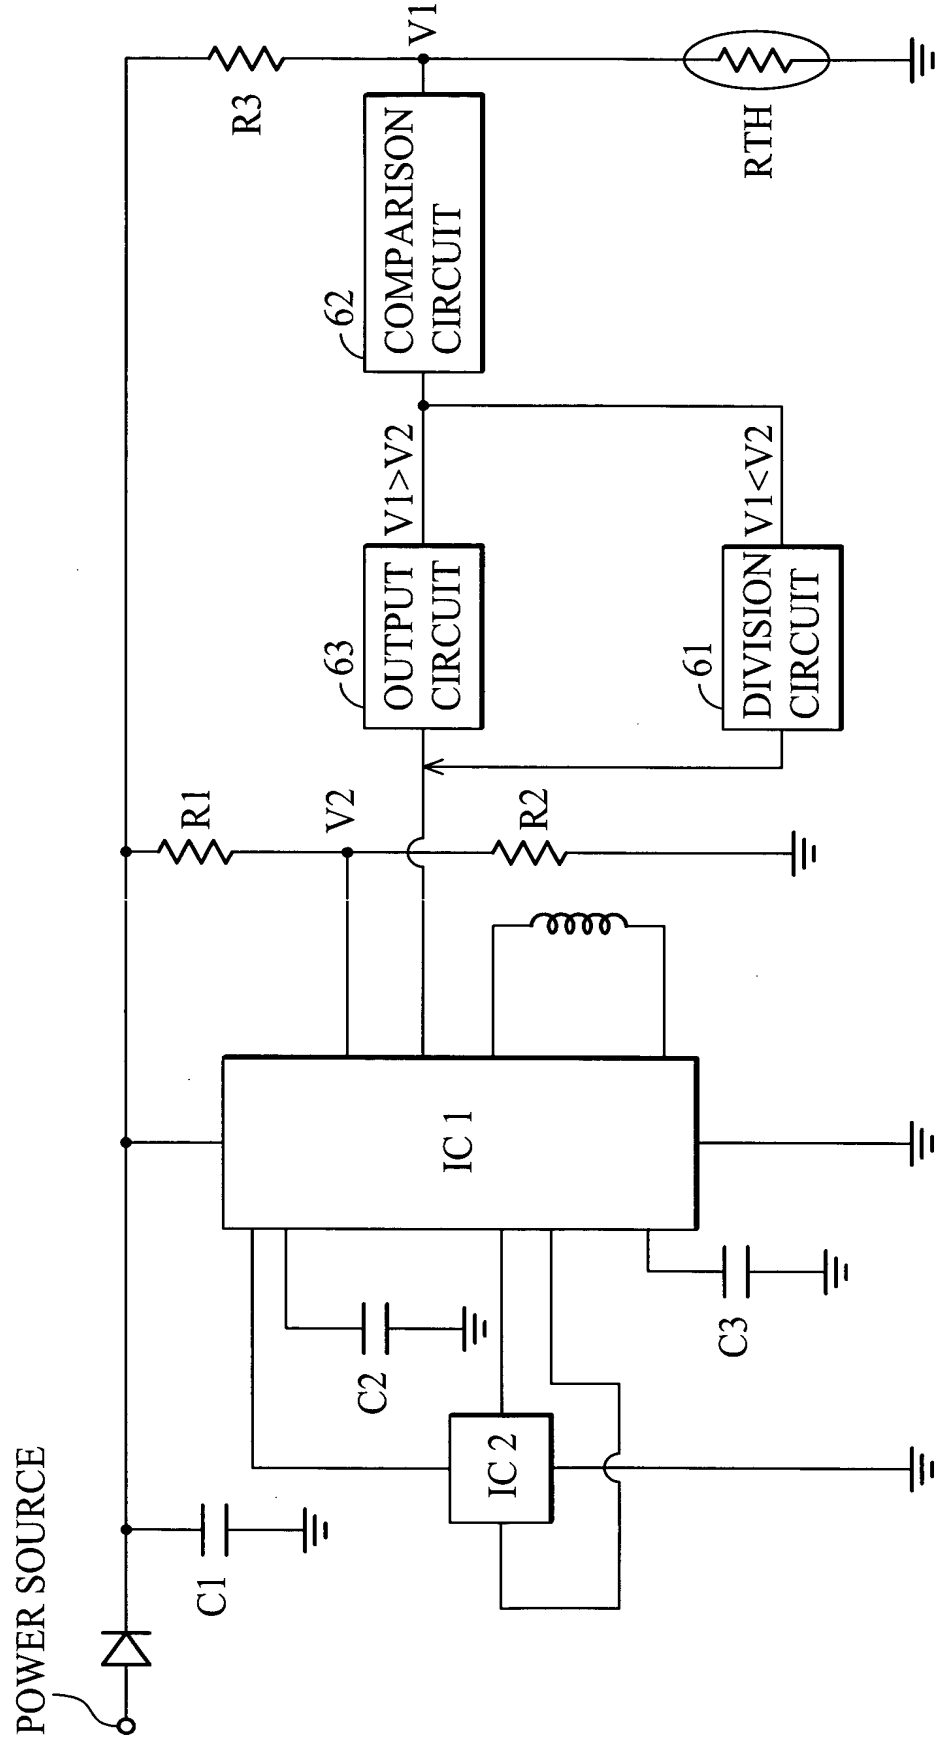 POWER SOURCE
C1
IC 2
C2
C3
IC 1
R1
V2
R2
63
OUTPUT
CIRCUIT
V1>V2
61
DIVISION
CIRCUIT
V1<V2
62
COMPARISON
CIRCUIT
R3
V1
RTH